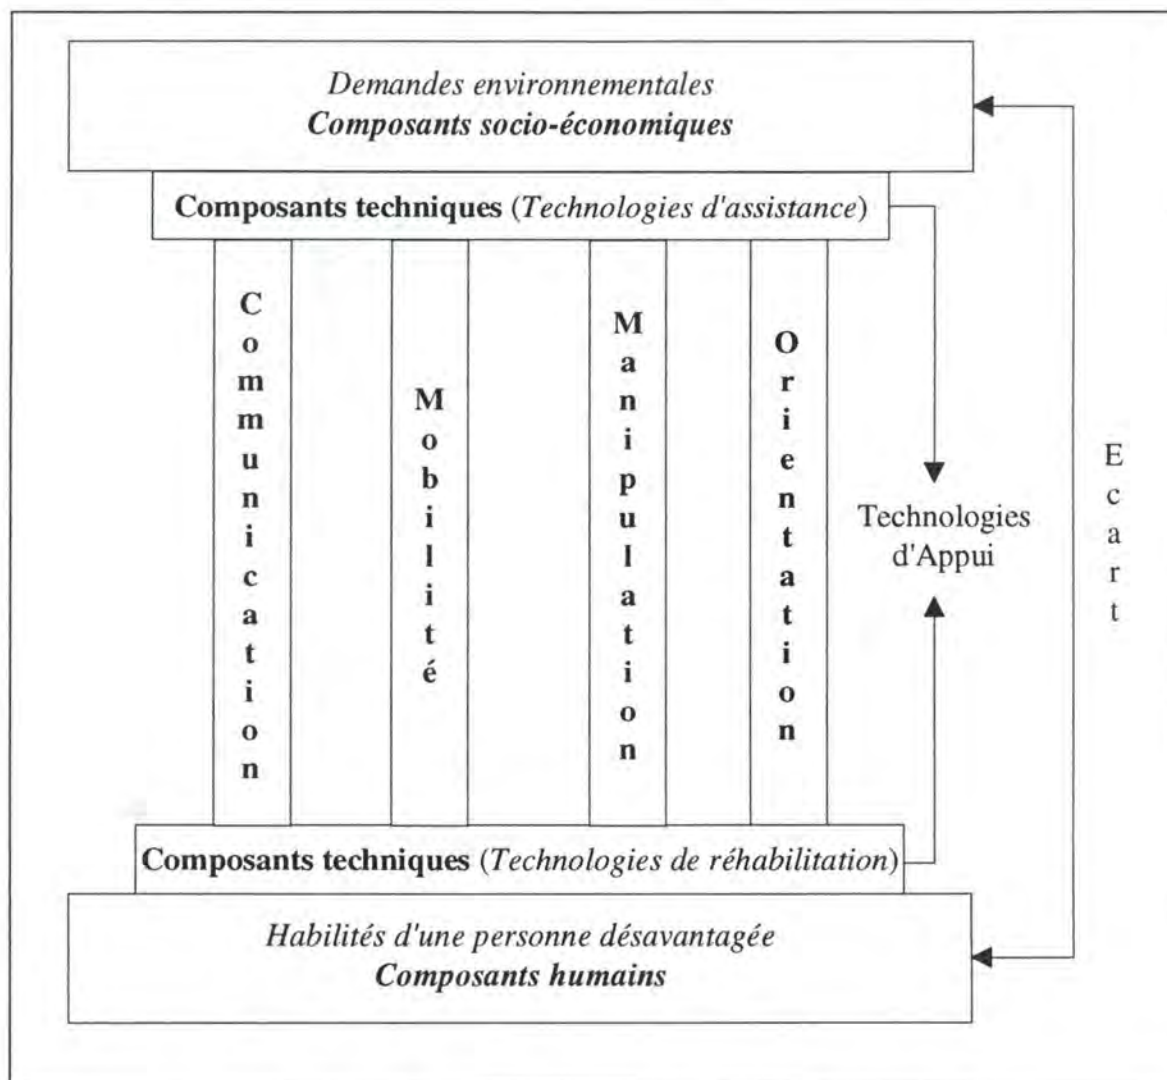 Demandes environnementales
Composants socio-économiques
Composants techniques (Technologies d'assistance)
Communication
Mobilité
Manipulation
Orientation
Technologies
d'Appui
Ecart
Composants techniques (Technologies de réhabilitation)
Habilités d'une personne désavantagée
Composants humains